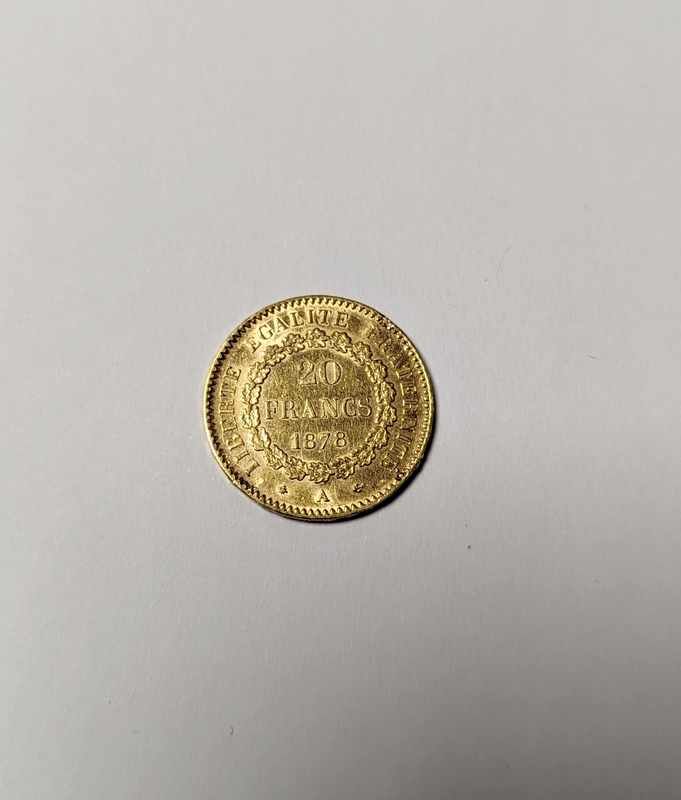 LIBERTE EGALITE FRATERNITE
20
FRANCS
1878
A